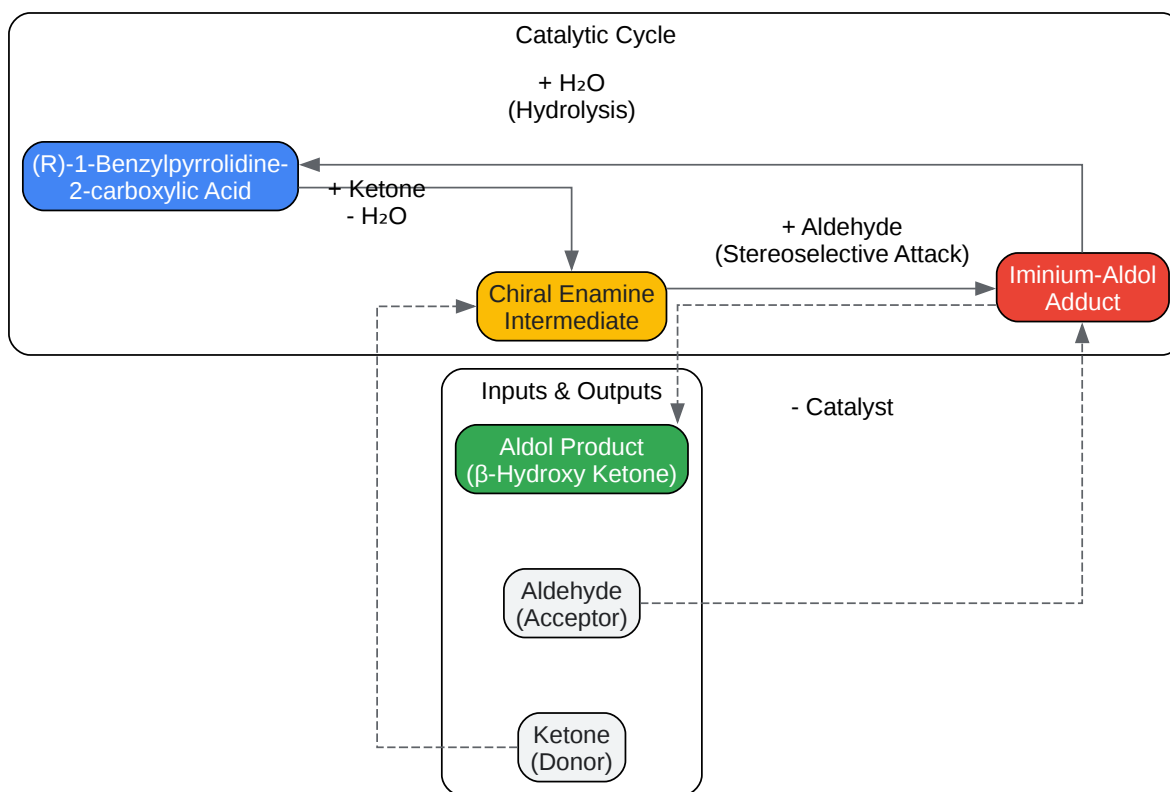 Catalytic Cycle
+ H₂O
(Hydrolysis)
(R)-1-Benzylpyrrolidine-
2-carboxylic Acid
+ Ketone
- H₂O
+ Aldehyde
(Stereoselective Attack)
Chiral Enamine
Intermediate
Iminium-Aldol
Adduct
Inputs & Outputs
- Catalyst
Aldol Product
(β-Hydroxy Ketone)
Aldehyde
(Acceptor)
Ketone
(Donor)